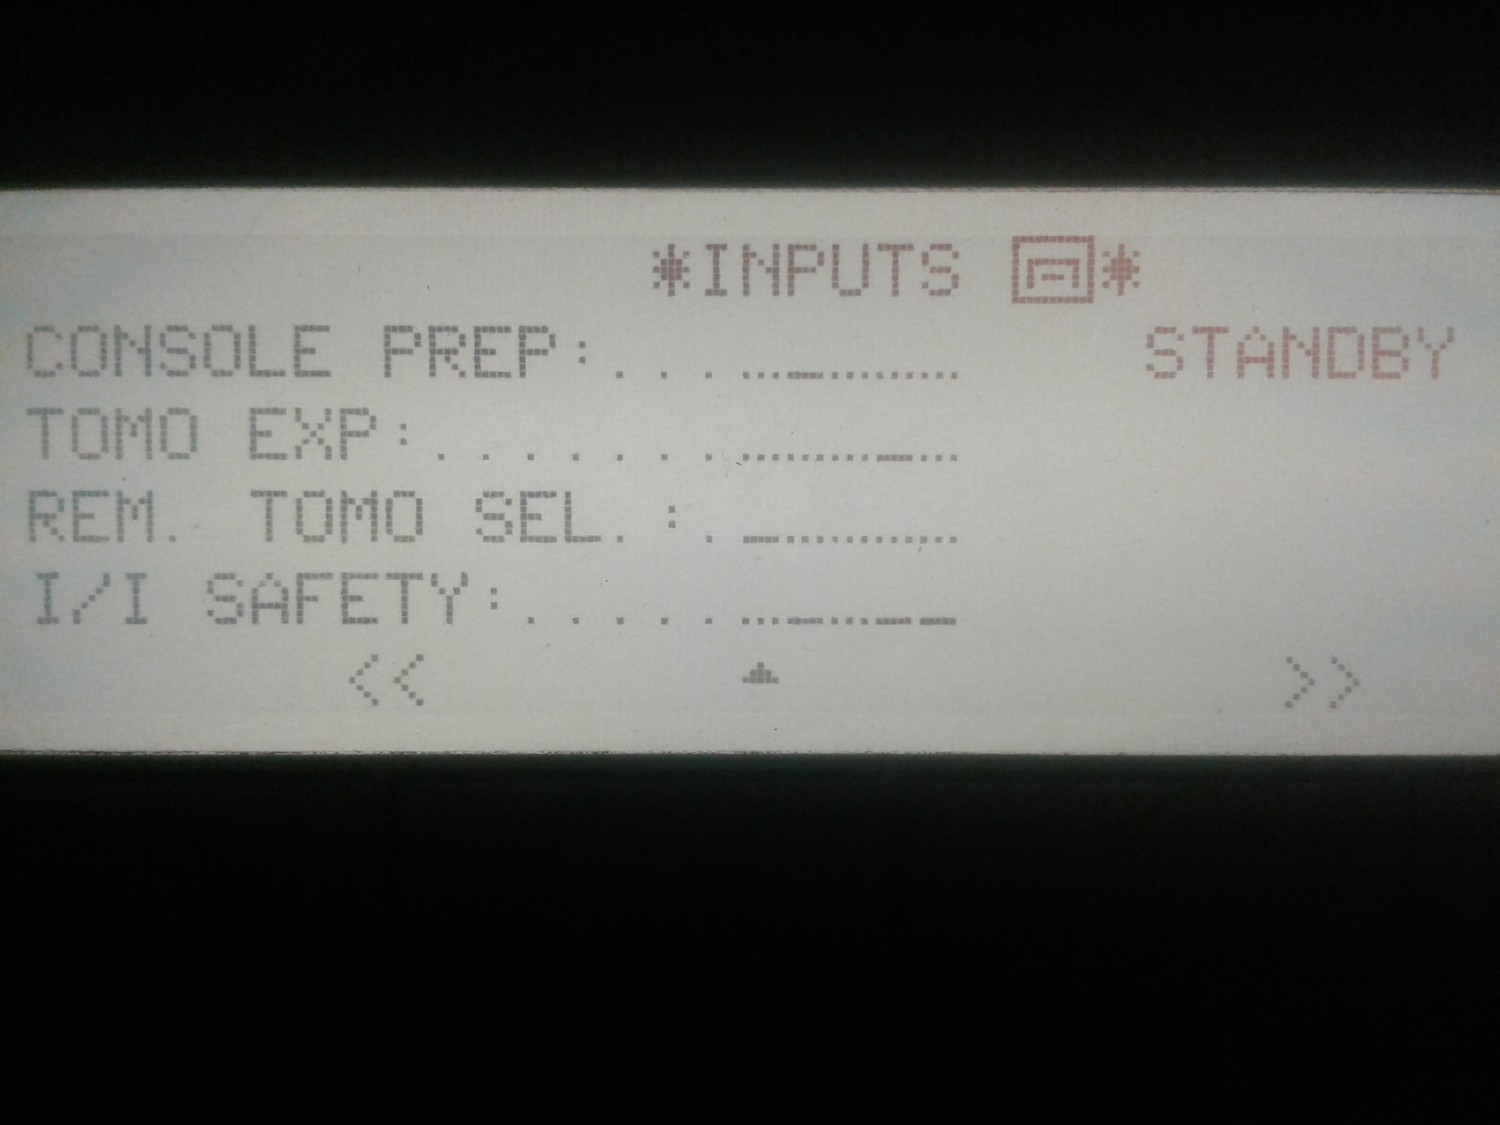 *INPUTS *
CONSOLE PREP: STANDBY
TOMO EXP:
REM. TOMO SEL. :
I/I SAFETY:
<< >>